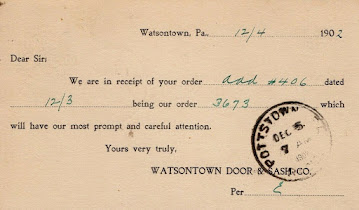 Watsontown, Pa., 12/4 1902
Dear Sir:
We are in receipt of your order add #406 dated
12/3 being our order 3673 which
will have our most prompt and careful attention.
Yours very truly,
WATSONTOWN DOOR & SASH CO.
Per E
POTTSTOWN
DEC 5
7 A